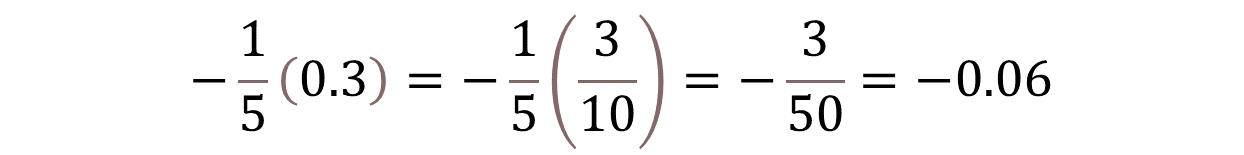 −1/5(0.3) = −1/5(3/10) = −3/50 = −0.06